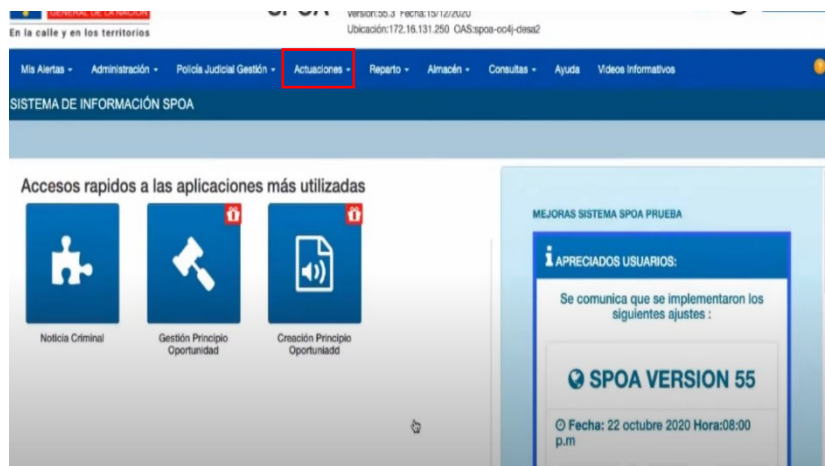 GENERAL DE LA NACIÓN
En la calle y en los territorios
SPOA
Versión:55.3 Fecha:15/12/2020
Ubicación:172.16.131.250 OAS:spoa-oc4j-desa2
Mis Alertas Administración Policía Judicial Gestión Actuaciones Reparto Almacén Consultas Ayuda Videos Informativos
SISTEMA DE INFORMACIÓN SPOA
Accesos rapidos a las aplicaciones más utilizadas
Noticia Criminal
Gestión Principio
Oportunidad
Creación Principio
Oportuniadd
MEJORAS SISTEMA SPOA PRUEBA
APRECIADOS USUARIOS:
Se comunica que se implementaron los
siguientes ajustes :
SPOA VERSION 55
Fecha: 22 octubre 2020 Hora:08:00
p.m